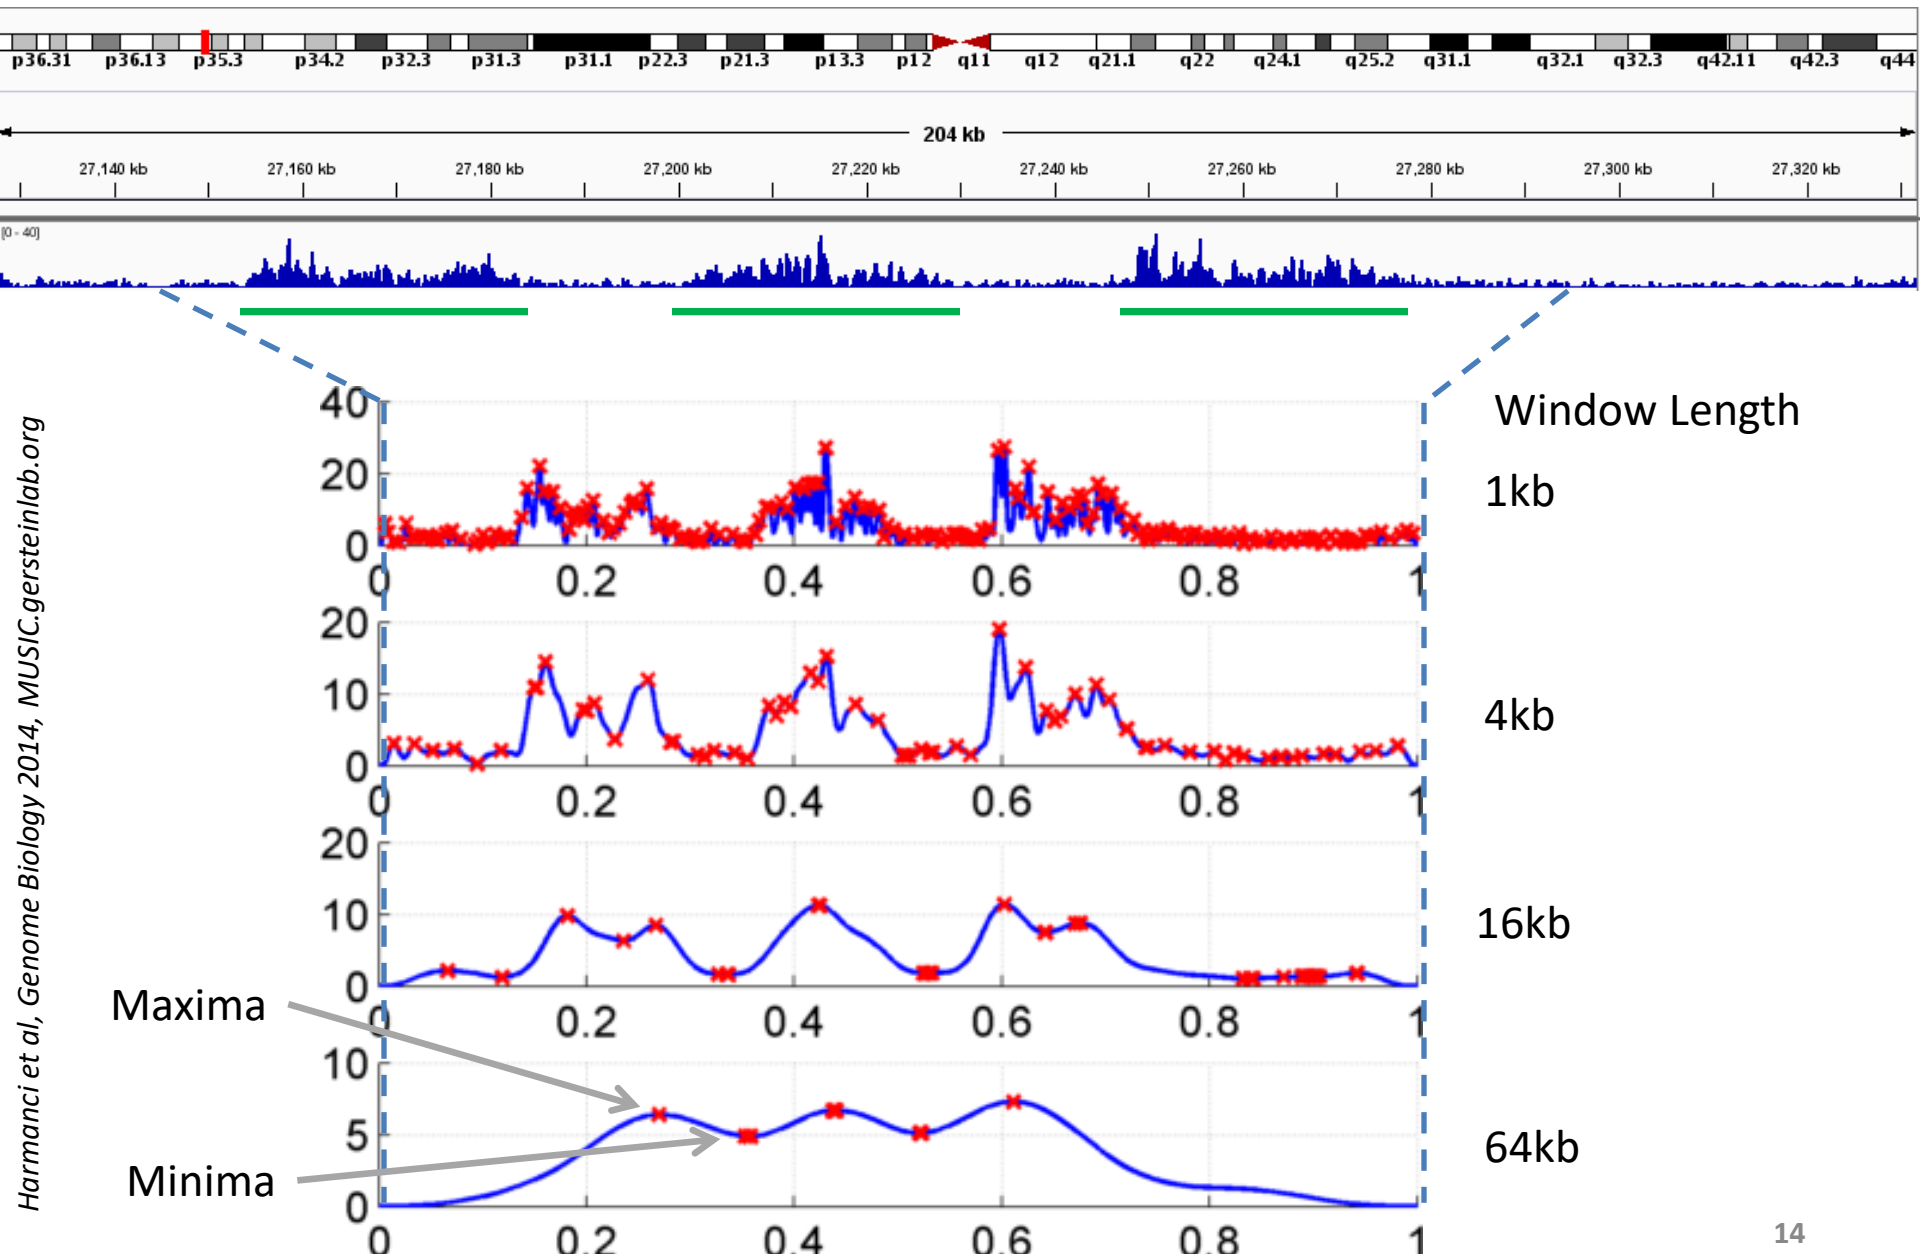 p36.31 p36.13 p35.3 p34.2 p32.3 p31.3 p31.1 p22.3 p21.3 p13.3 p12 q11 q12 q21.1 q22 q24.1 q25.2 q31.1 q32.1 q32.3 q42.11 q42.3 q44
204 kb
27,140 kb 27,160 kb 27,180 kb 27,200 kb 27,220 kb 27,240 kb 27,260 kb 27,280 kb 27,300 kb 27,320 kb
[0 - 40]
Harmanci et al, Genome Biology 2014, MUSIC.gersteinlab.org
Window Length
40
20
0
0 0.2 0.4 0.6 0.8 1
1kb
20
10
0
0 0.2 0.4 0.6 0.8 1
4kb
20
10
0
0 0.2 0.4 0.6 0.8 1
16kb
Maxima
Minima
10
5
0
0 0.2 0.4 0.6 0.8 1
64kb
14